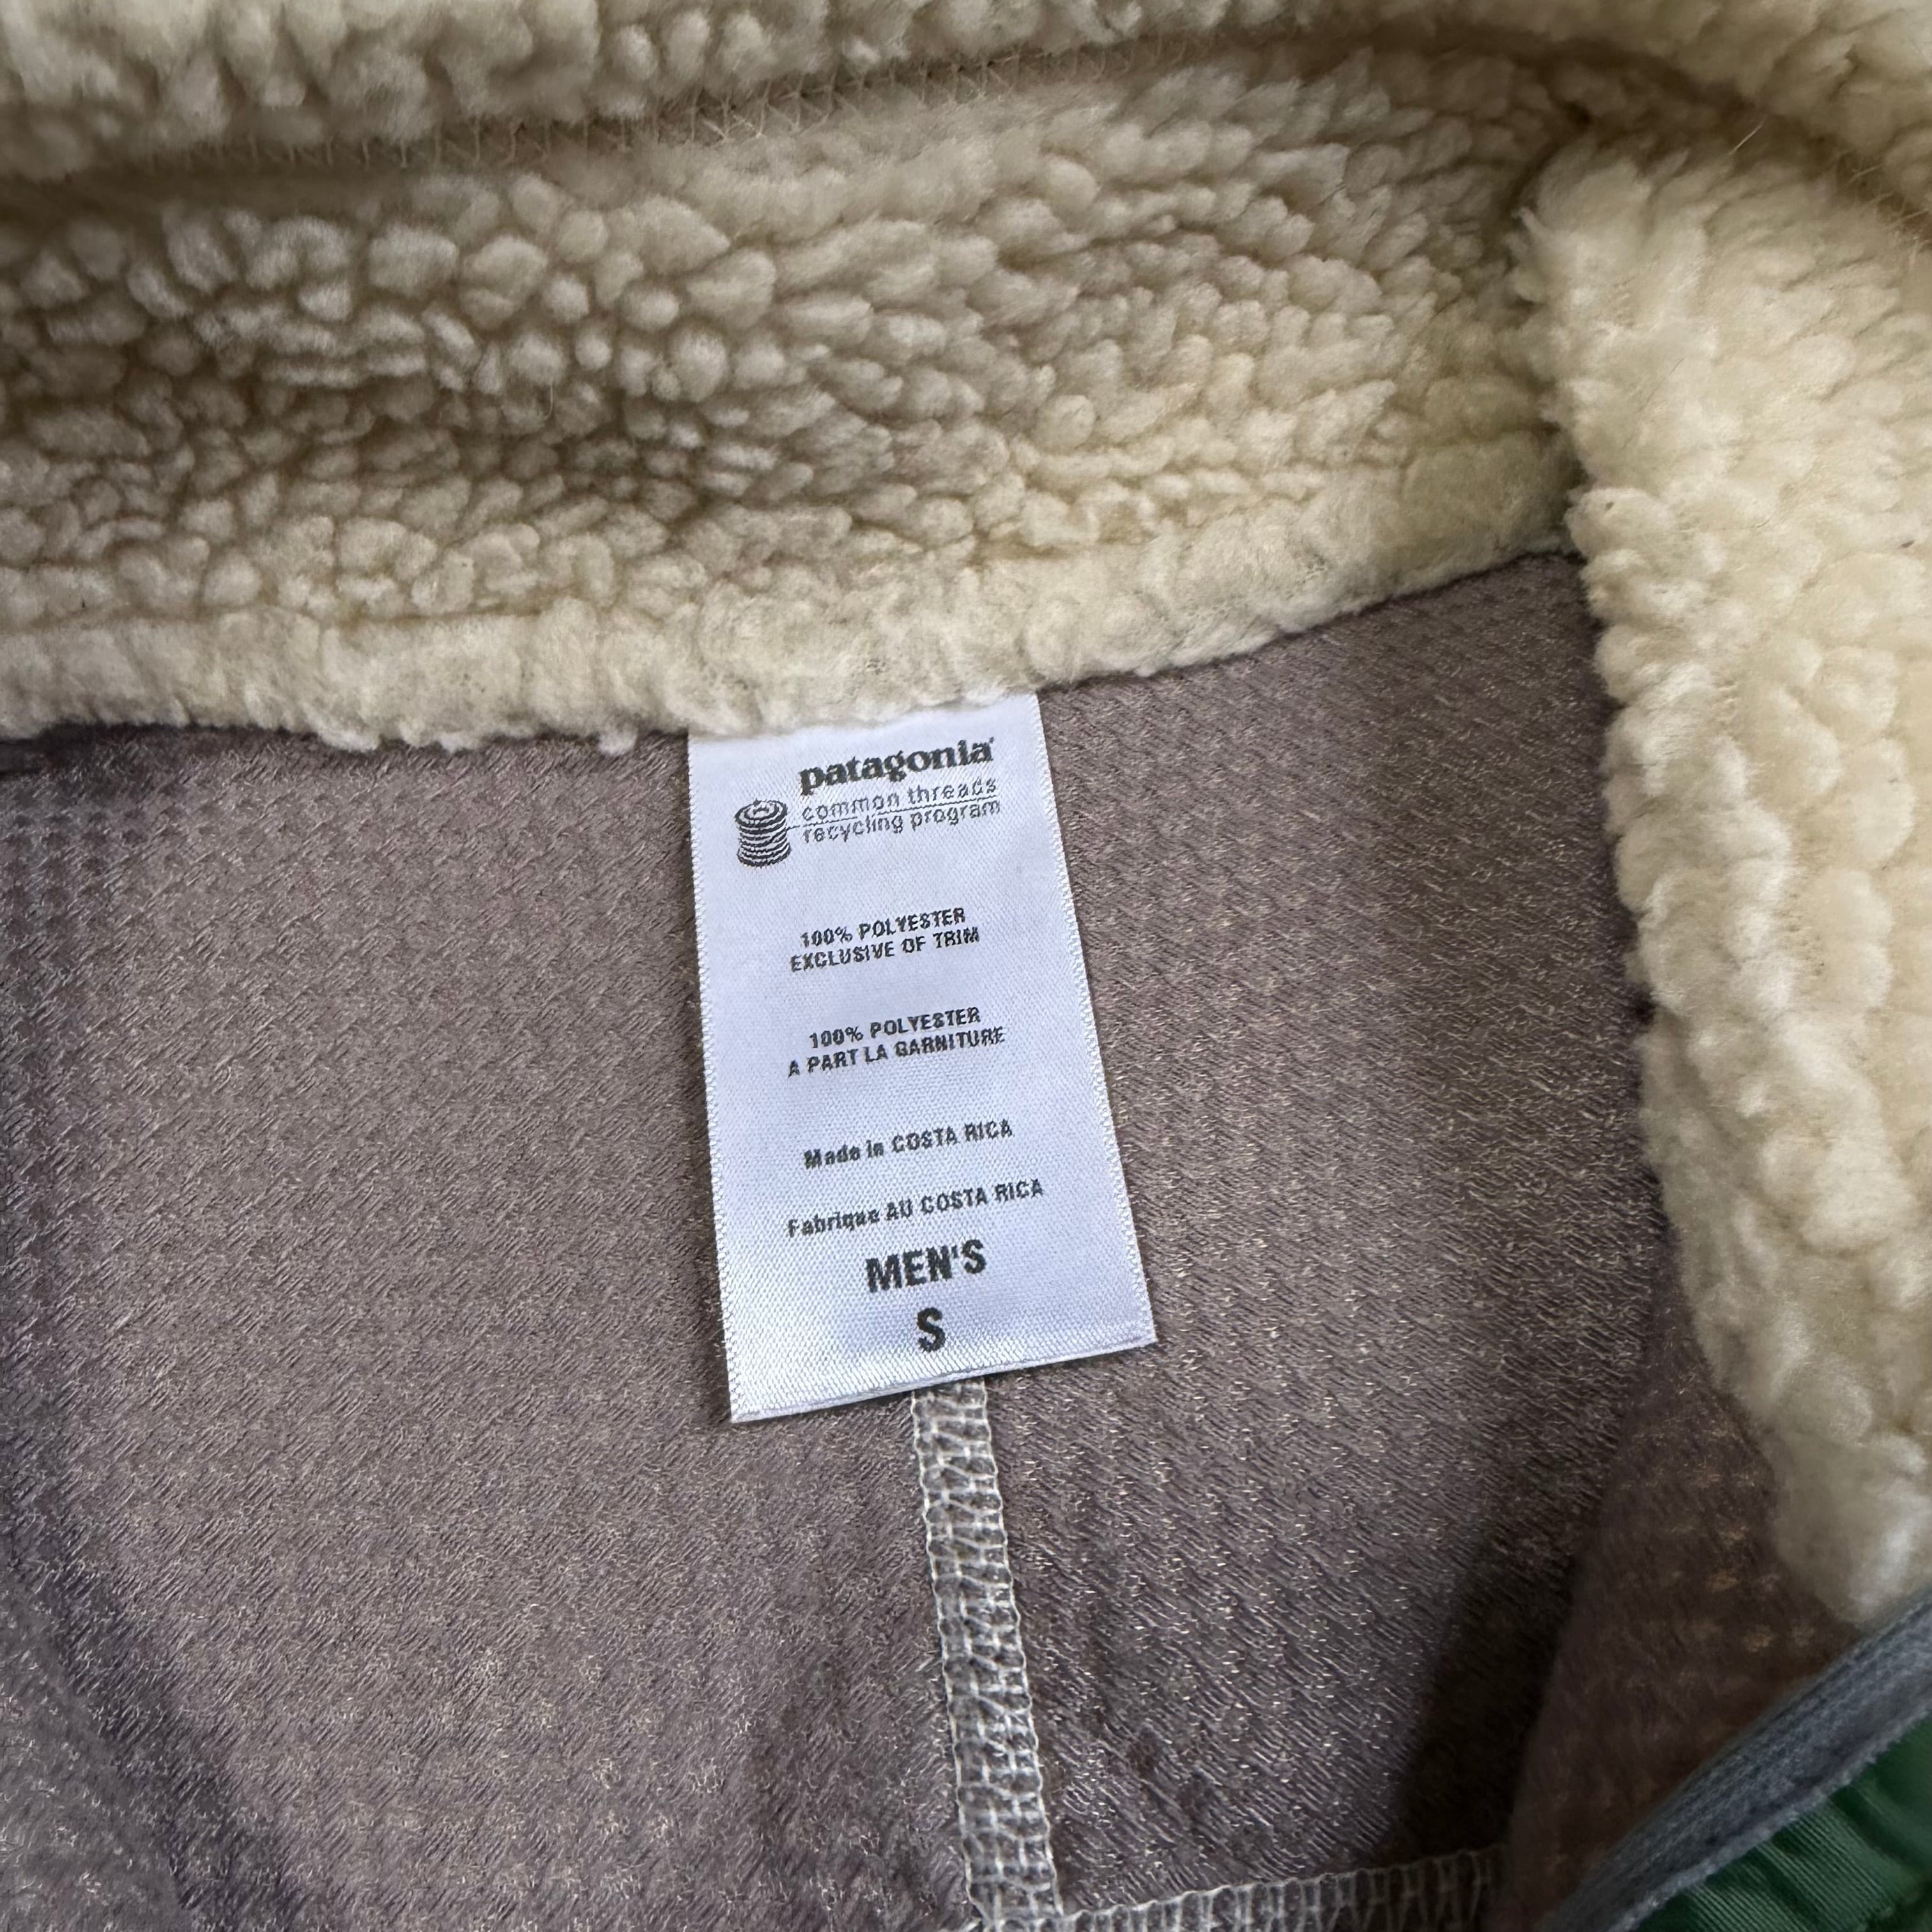 patagonia®
common threads
recycling program
100% POLYESTER
EXCLUSIVE OF TRIM
100% POLYESTER
A PART LA GARNITURE
Made in COSTA RICA
Fabrique AU COSTA RICA
MEN'S
S